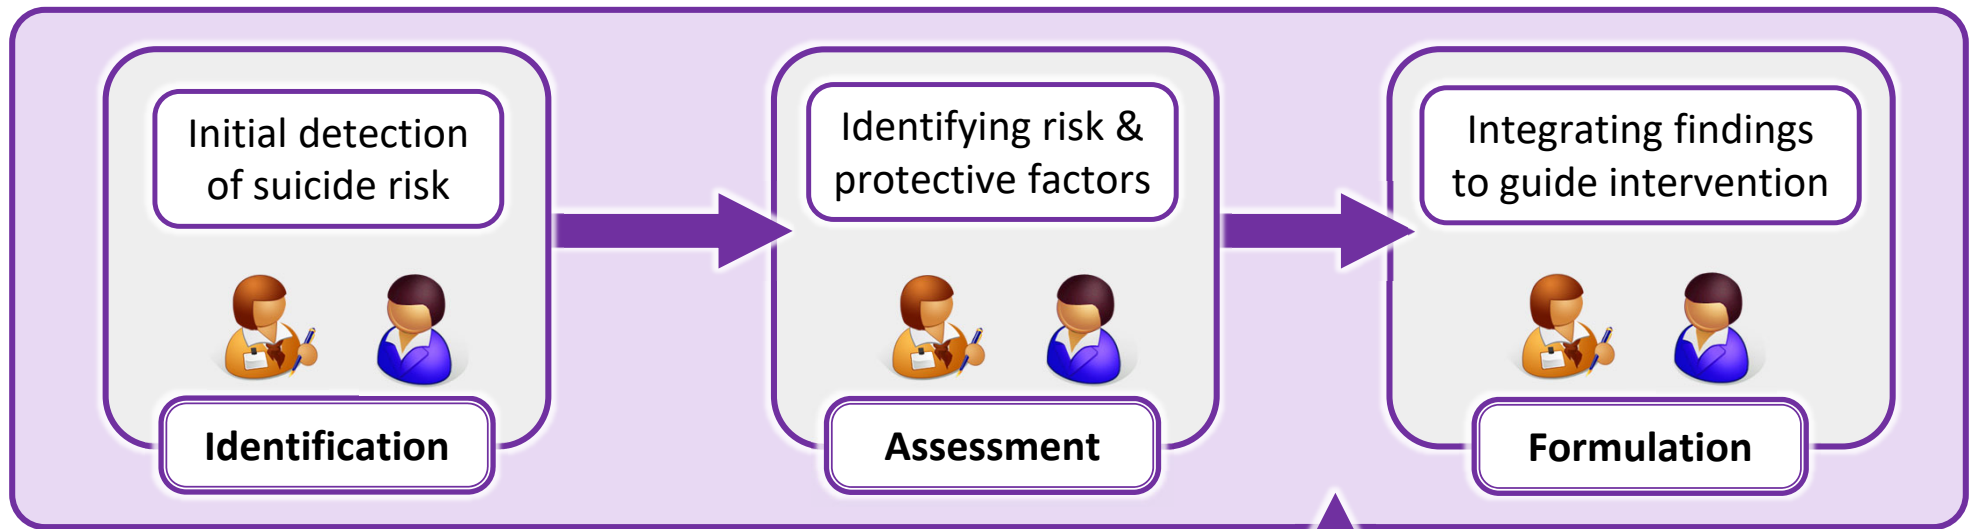 Initial detection
of suicide risk
Identification
Identifying risk &
protective factors
Assessment
Integrating findings
to guide intervention
Formulation